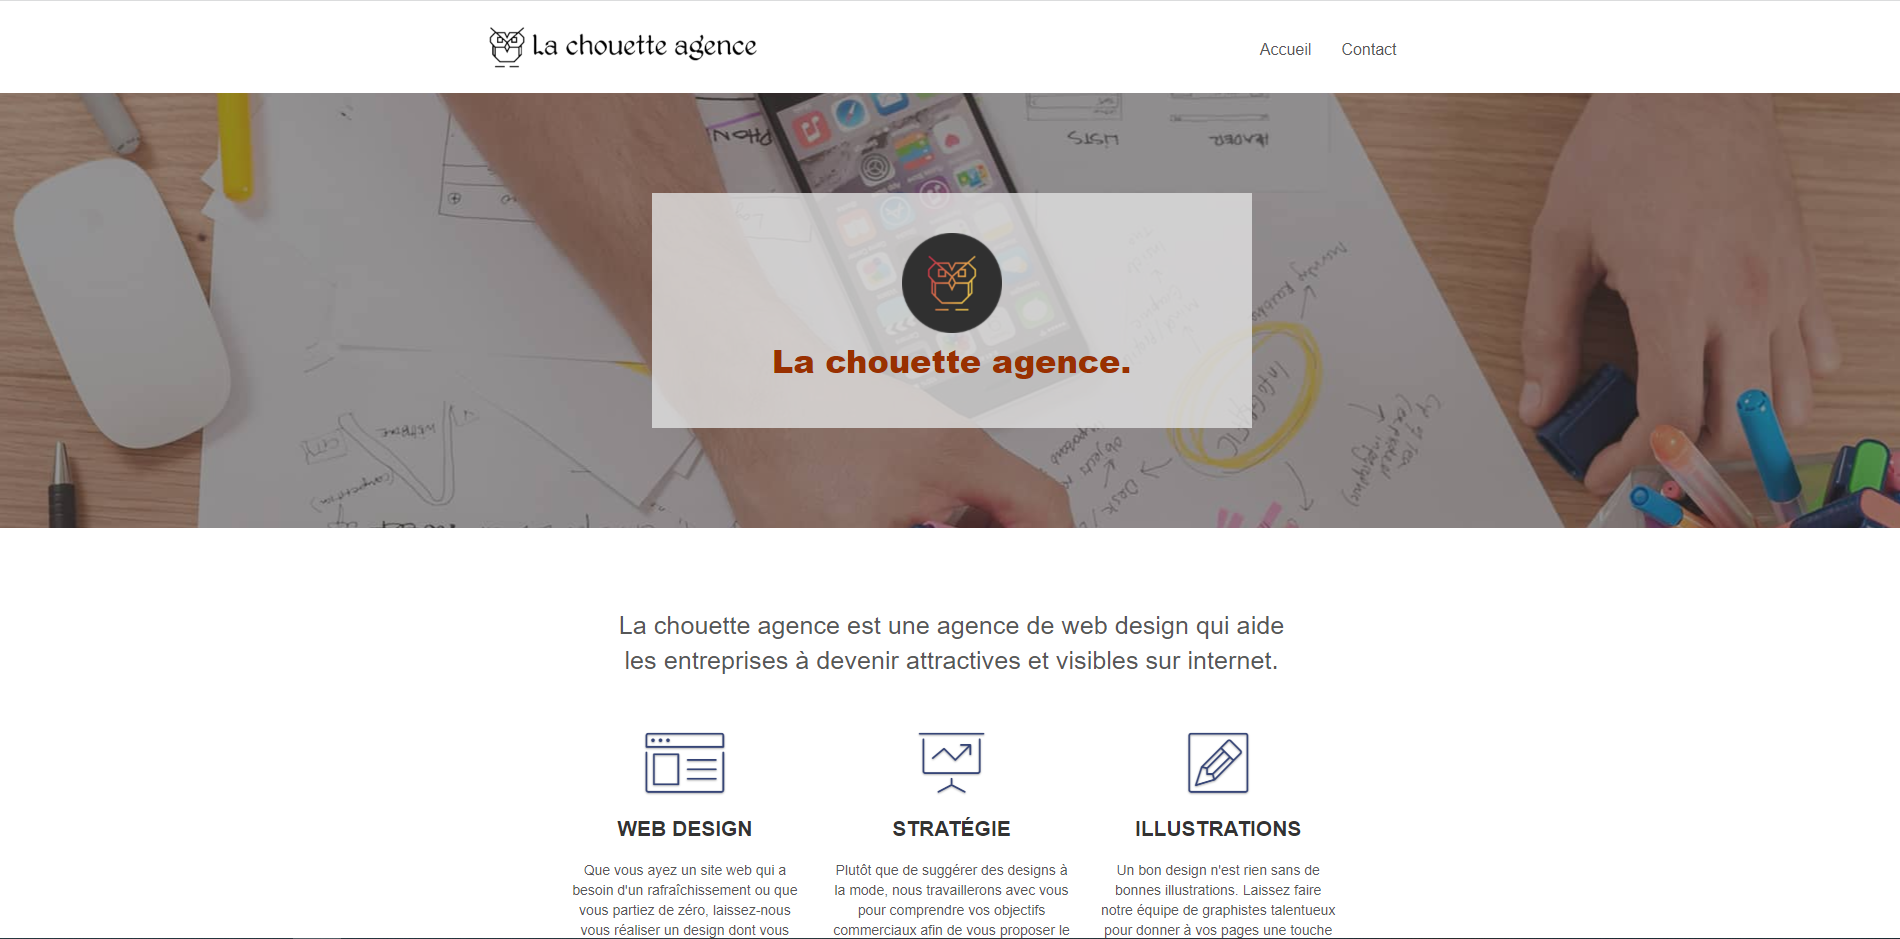 La chouette agence
Accueil Contact
PHON
LISTS
HEADER
La chouette agence.
La chouette agence est une agence de web design qui aide
les entreprises à devenir attractives et visibles sur internet.
WEB DESIGN
Que vous ayez un site web qui a
besoin d'un rafraîchissement ou que
vous partiez de zéro, laissez-nous
vous réaliser un design dont vous
STRATÉGIE
Plutôt que de suggérer des designs à
la mode, nous travaillerons avec vous
pour comprendre vos objectifs
commerciaux afin de vous proposer le
ILLUSTRATIONS
Un bon design n'est rien sans de
bonnes illustrations. Laissez faire
notre équipe de graphistes talentueux
pour donner à vos pages une touche